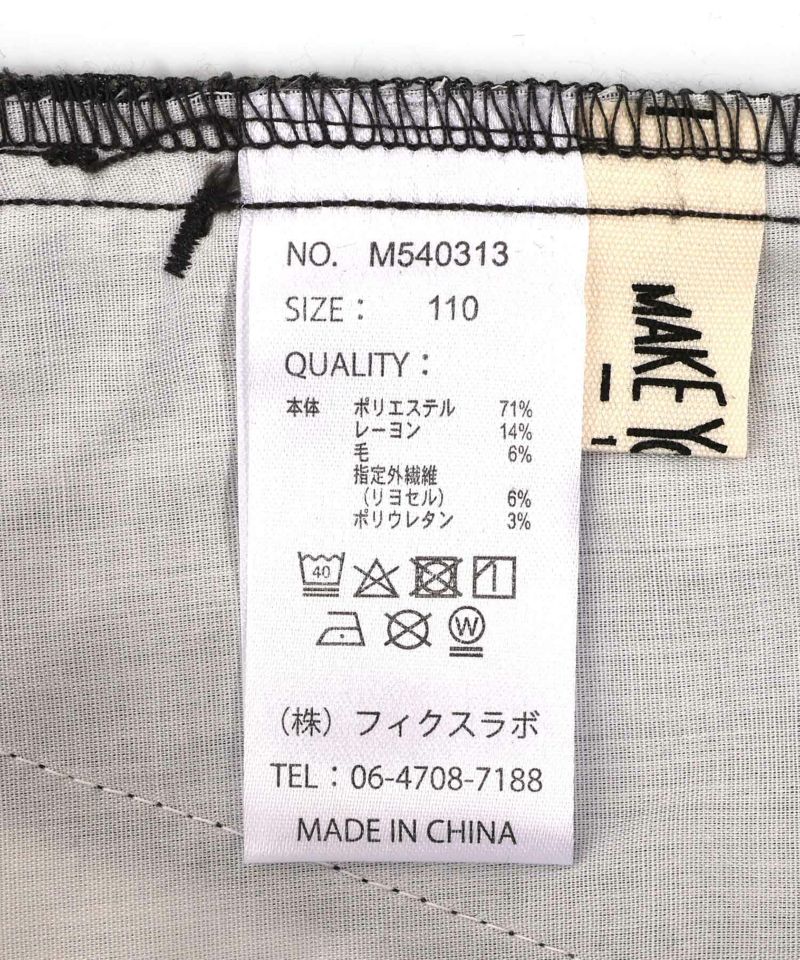 NO. M540313
SIZE： 110
QUALITY：
本体 ポリエステル 71%
レーヨン 14%
毛 6%
指定外繊維
（リヨセル） 6%
ポリウレタン 3%
40
W
（株）フィクスラボ
TEL：06-4708-7188
MADE IN CHINA
MAKE YO